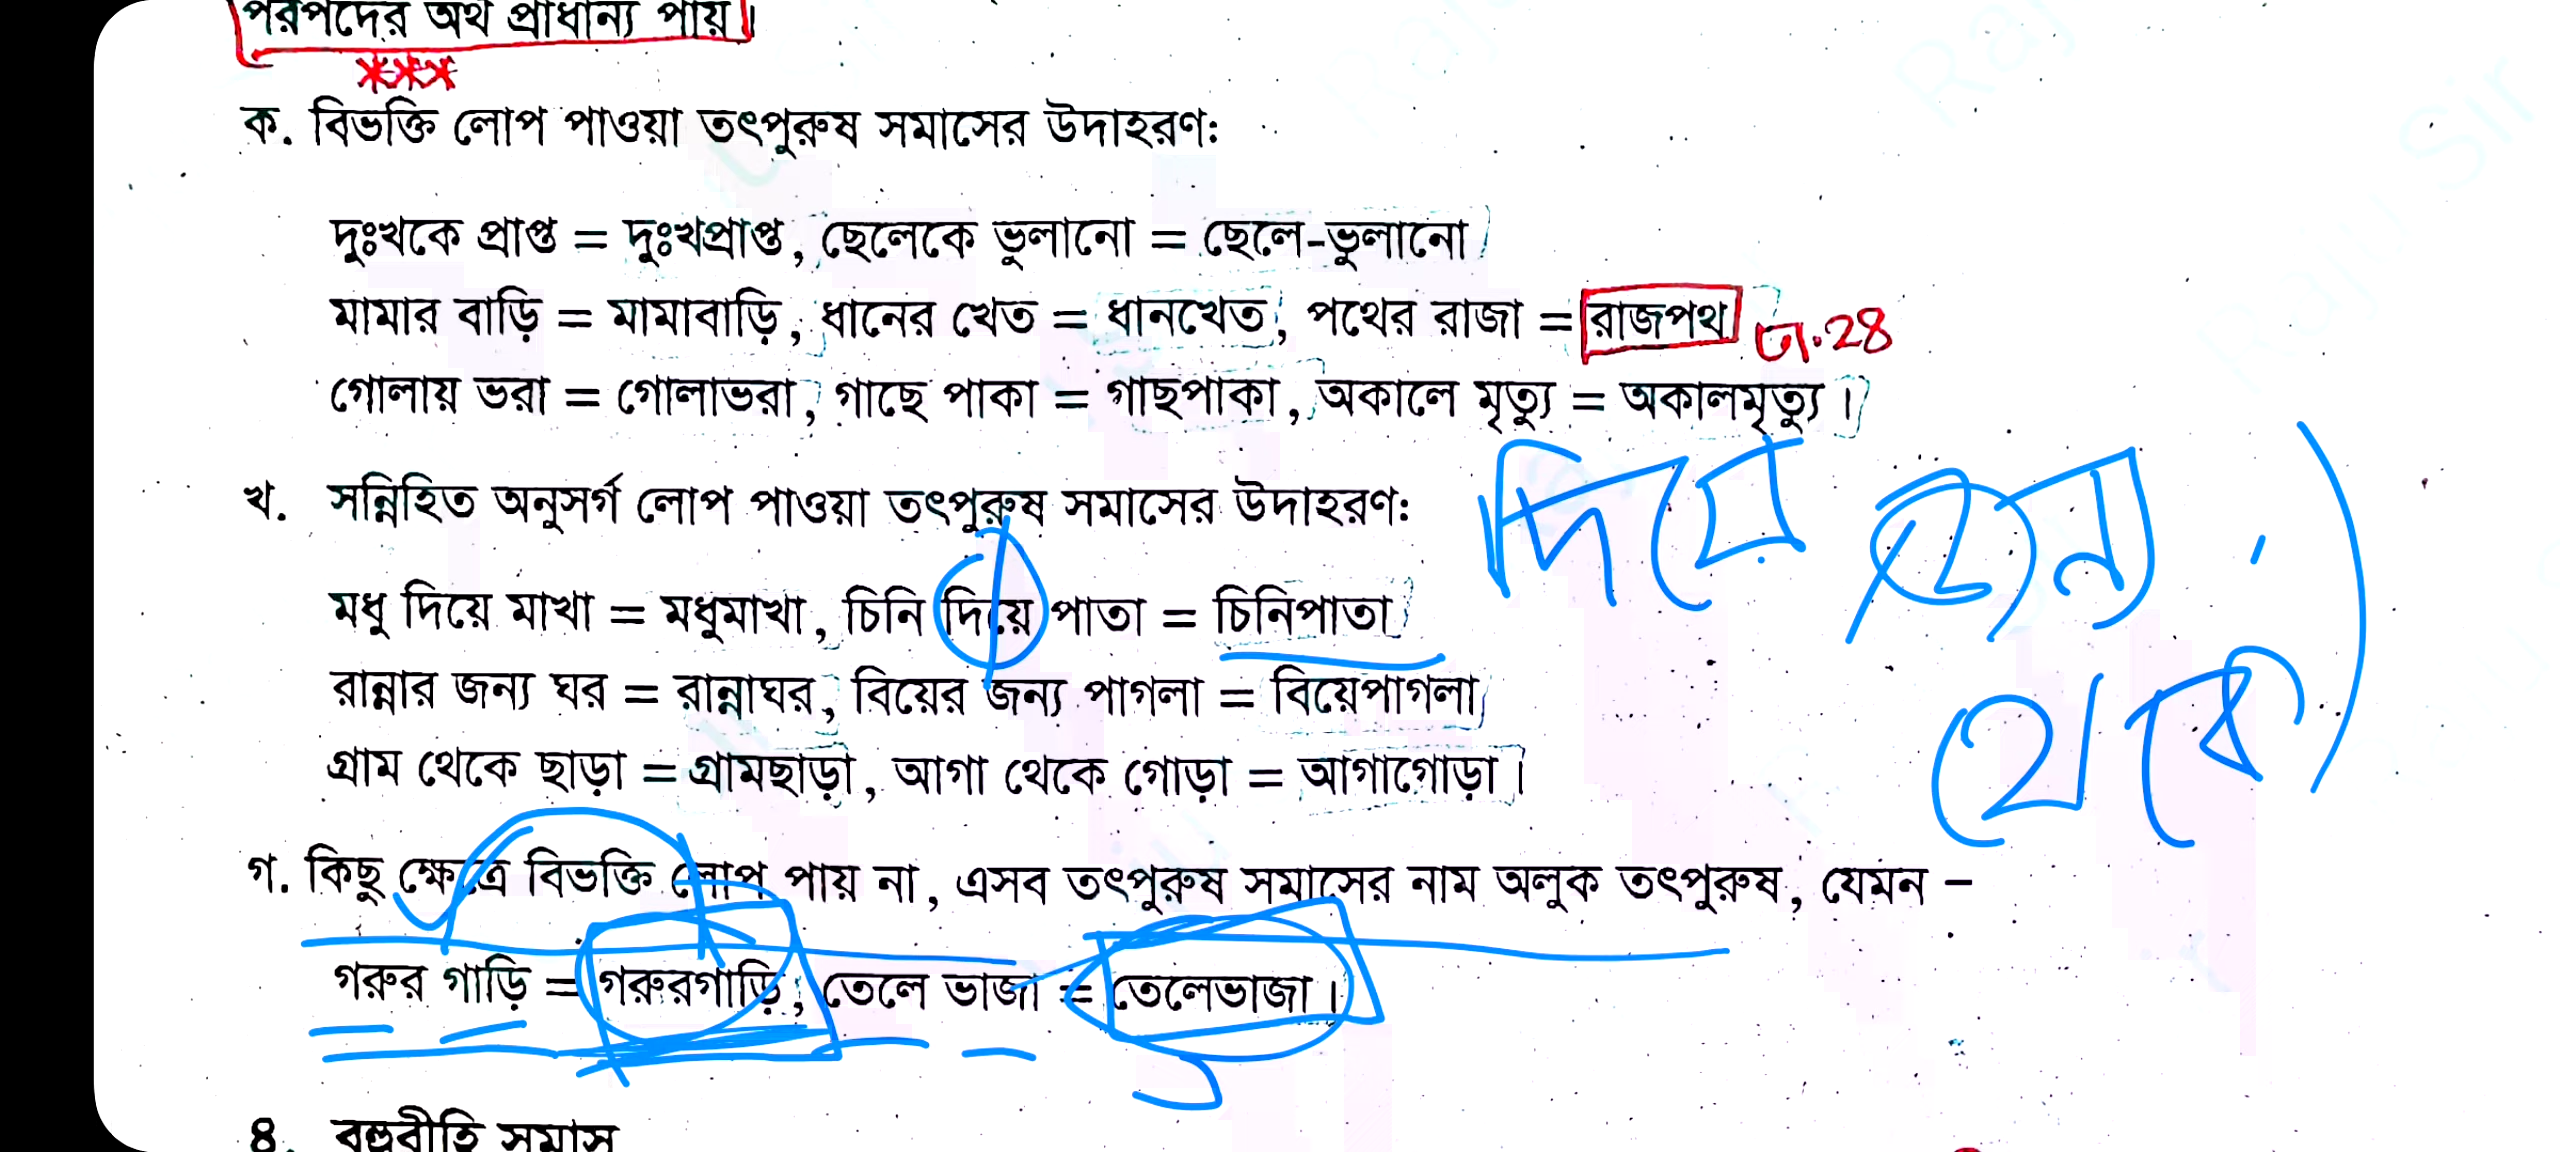 পরপদের অর্থ প্রাধান্য পায়।
ক. বিভক্তি লোপ পাওয়া তৎপুরুষ সমাসের উদাহরণঃ
দুঃখকে প্রাপ্ত = দুঃখপ্রাপ্ত, ছেলেকে ভুলানো = ছেলে-ভুলানো
মামার বাড়ি = মামাবাড়ি, ধানের খেত = ধানখেত, পথের রাজা = রাজপথ
গোলায় ভরা = গোলাভরা, গাছে পাকা = গাছপাকা, অকালে মৃত্যু = অকালমৃত্যু।
খ. সন্নিহিত অনুসর্গ লোপ পাওয়া তৎপুরুষ সমাসের উদাহরণঃ
দিয়ে জন্য
মধু দিয়ে মাখা = মধুমাখা, চিনি দিয়ে পাতা = চিনিপাতা
রান্নার জন্য ঘর = রান্নাঘর, বিয়ের জন্য পাগলা = বিয়েপাগলা
থেকে
গ্রাম থেকে ছাড়া = গ্রামছাড়া, আগা থেকে গোড়া = আগাগোড়া।
গ. কিছু ক্ষেত্রে বিভক্তি লোপ পায় না, এসব তৎপুরুষ সমাসের নাম অলুক তৎপুরুষ, যেমন –
গরুর গাড়ি = গরুরগাড়ি, তেলে ভাজা = তেলেভাজা।
৪. বহুব্রীহি সমাস